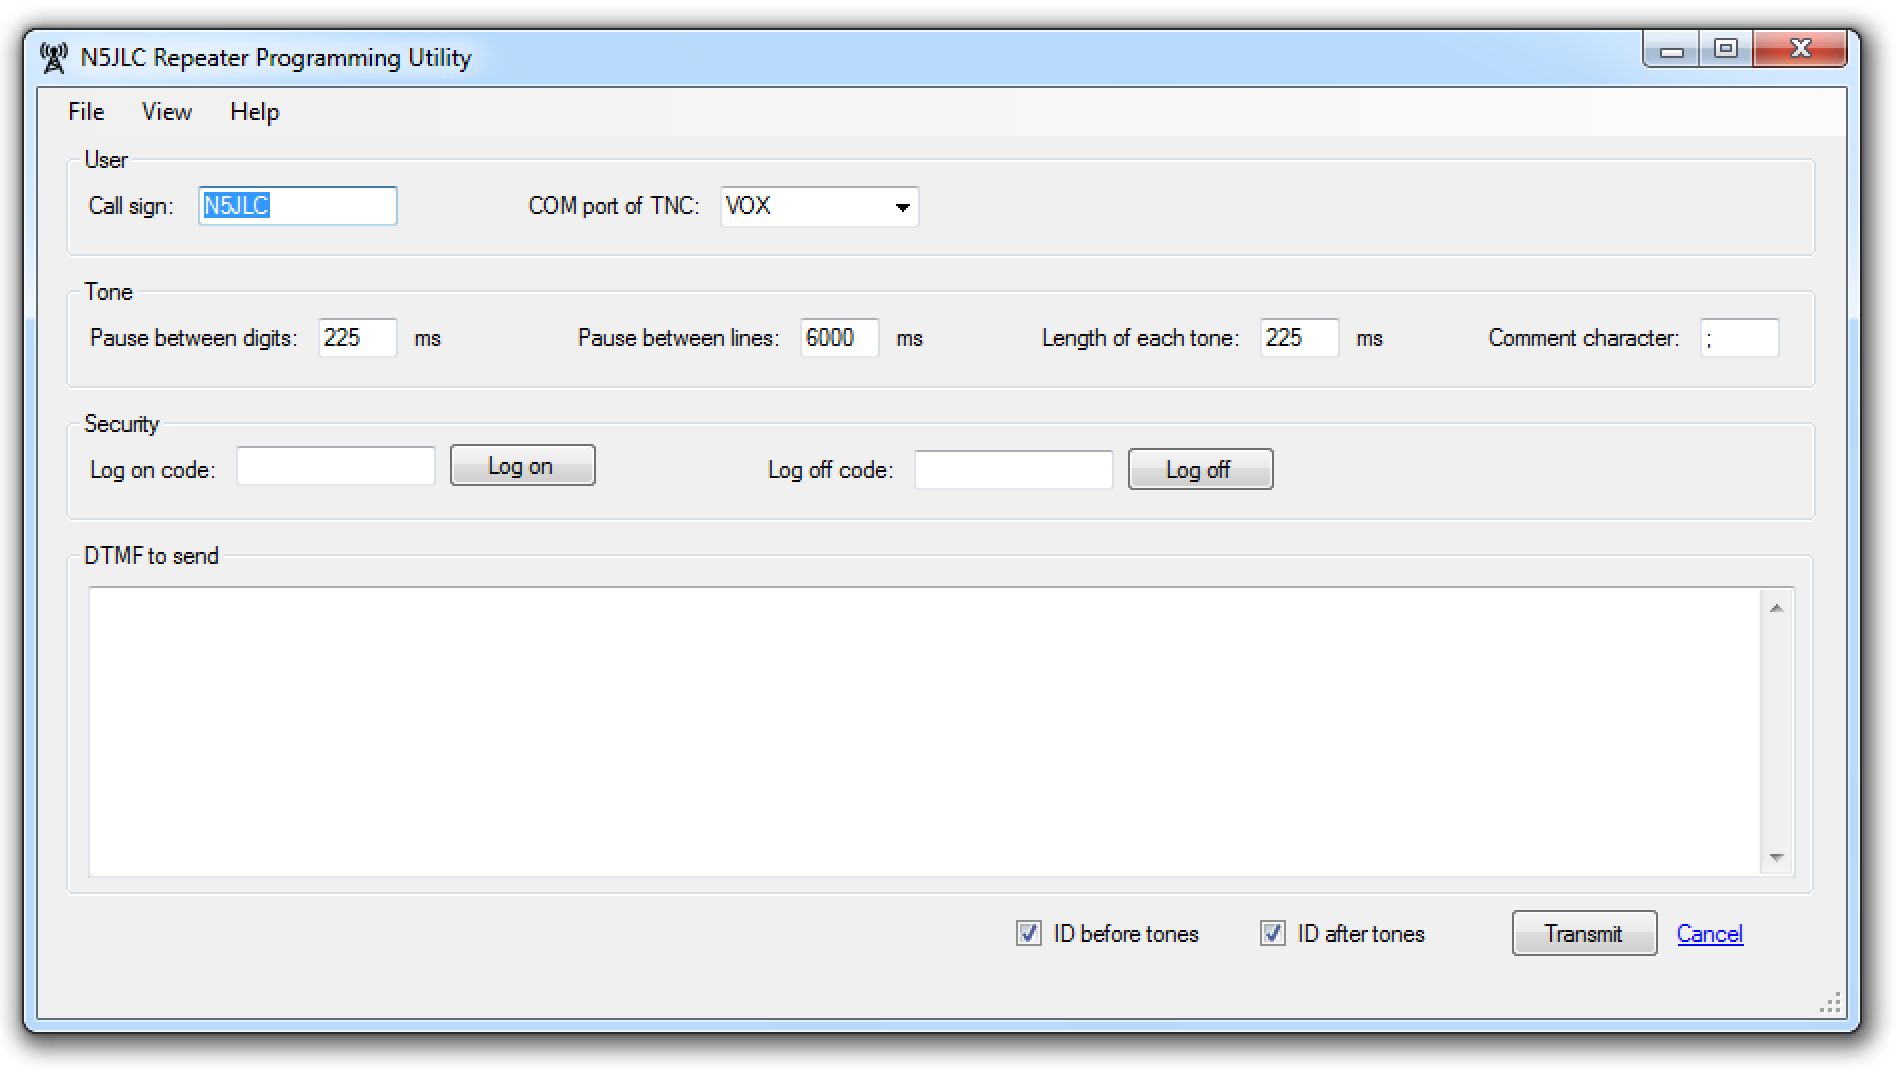 N5JLC Repeater Programming Utility
File View Help
User
Call sign: N5JLC COM port of TNC: VOX
Tone
Pause between digits: 225 ms Pause between lines: 6000 ms Length of each tone: 225 ms Comment character: ;
Security
Log on code: Log on Log off code: Log off
DTMF to send
ID before tones ID after tones Transmit Cancel